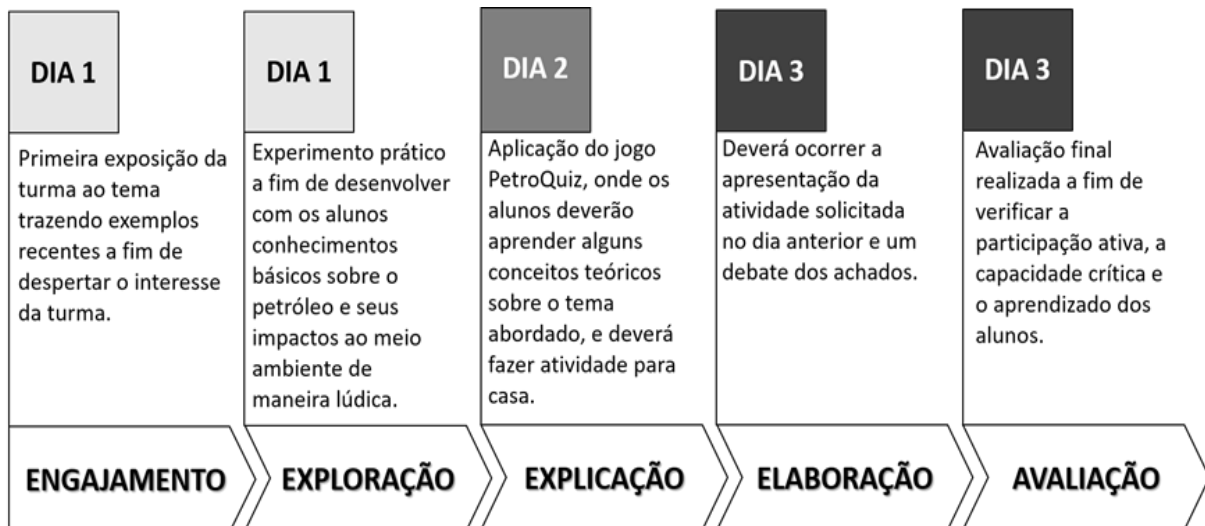 DIA 1
Primeira exposição da
turma ao tema
trazendo exemplos
recentes a fim de
despertar o interesse
da turma.
ENGAJAMENTO
DIA 1
Experimento prático
a fim de desenvolver
com os alunos
conhecimentos
básicos sobre o
petróleo e seus
impactos ao meio
ambiente de
maneira lúdica.
EXPLORAÇÃO
DIA 2
Aplicação do jogo
PetroQuiz, onde os
alunos deverão
aprender alguns
conceitos teóricos
sobre o tema
abordado, e deverá
fazer atividade para
casa.
EXPLICAÇÃO
DIA 3
Deverá ocorrer a
apresentação da
atividade solicitada
no dia anterior e um
debate dos achados.
ELABORAÇÃO
DIA 3
Avaliação final
realizada a fim de
verificar a
participação ativa, a
capacidade crítica e
o aprendizado dos
alunos.
AVALIAÇÃO